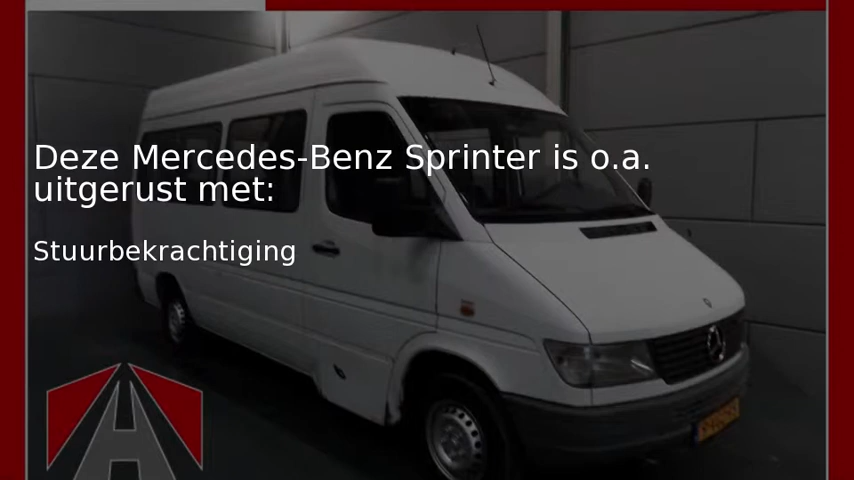 Deze Mercedes-Benz Sprinter is o.a.
uitgerust met:
Stuurbekrachtiging